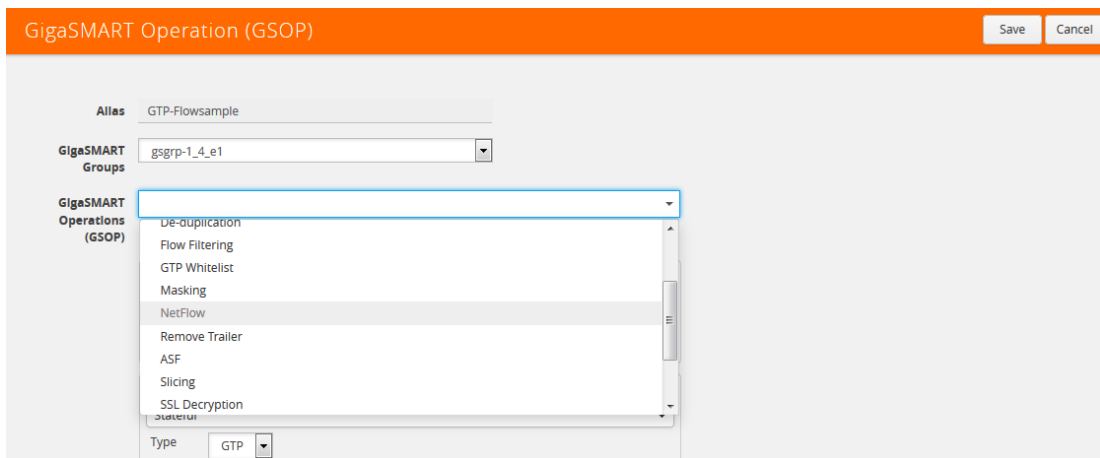 GigaSMART Operation (GSOP)
Save
Cancel
Alias
GTP-Flowsample
GigaSMART
Groups
gsgrp-1_4_e1
GigaSMART
Operations
(GSOP)
De-duplication
Flow Filtering
GTP Whitelist
Masking
NetFlow
Remove Trailer
ASF
Slicing
SSL Decryption
Stateful
Type
GTP